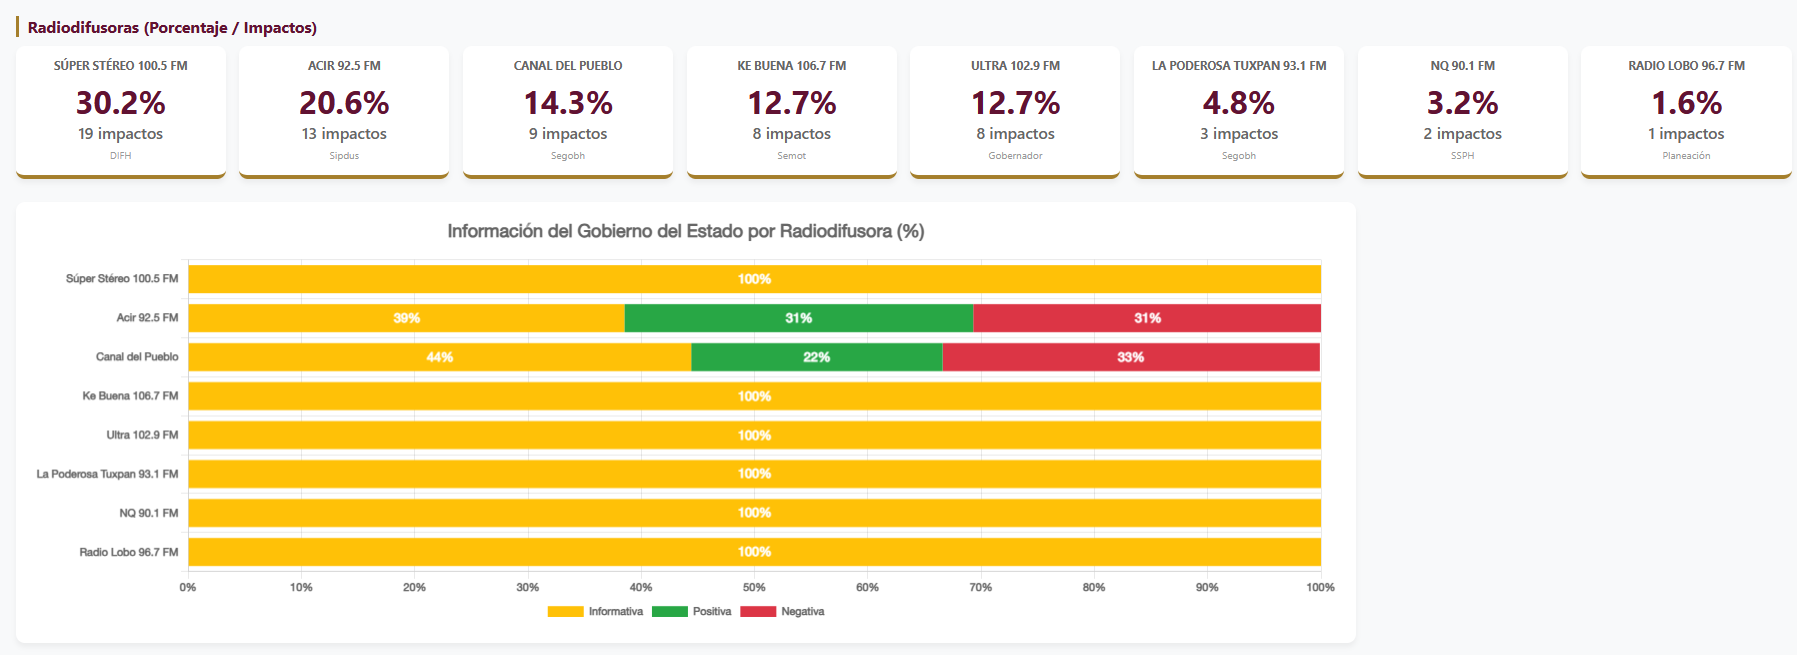 Radiodifusoras (Porcentaje / Impactos)
SÚPER STÉREO 100.5 FM
30.2%
19 impactos
DIFH
ACIR 92.5 FM
20.6%
13 impactos
Sipdus
CANAL DEL PUEBLO
14.3%
9 impactos
Segobh
KE BUENA 106.7 FM
12.7%
8 impactos
Semot
ULTRA 102.9 FM
12.7%
8 impactos
Gobernador
LA PODEROSA TUXPAN 93.1 FM
4.8%
3 impactos
Segobh
NQ 90.1 FM
3.2%
2 impactos
SSPH
RADIO LOBO 96.7 FM
1.6%
1 impactos
Planeación
Información del Gobierno del Estado por Radiodifusora (%)
Súper Stéreo 100.5 FM 100%
Acir 92.5 FM 39% 31% 31%
Canal del Pueblo 44% 22% 33%
Ke Buena 106.7 FM 100%
Ultra 102.9 FM 100%
La Poderosa Tuxpan 93.1 FM 100%
NQ 90.1 FM 100%
Radio Lobo 96.7 FM 100%
0% 10% 20% 30% 40% 50% 60% 70% 80% 90% 100%
Informativa Positiva Negativa